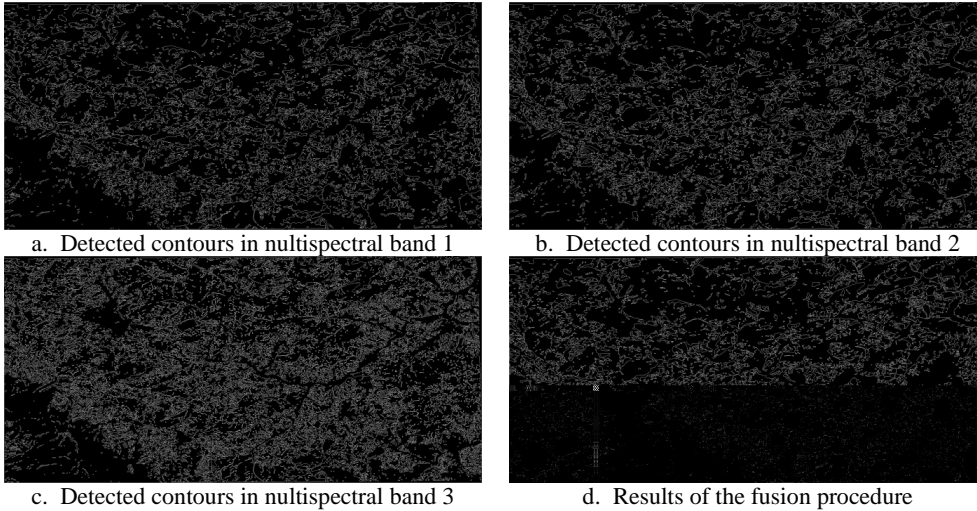 a. Detected contours in nultispectral band 1
b. Detected contours in nultispectral band 2
c. Detected contours in nultispectral band 3
d. Results of the fusion procedure